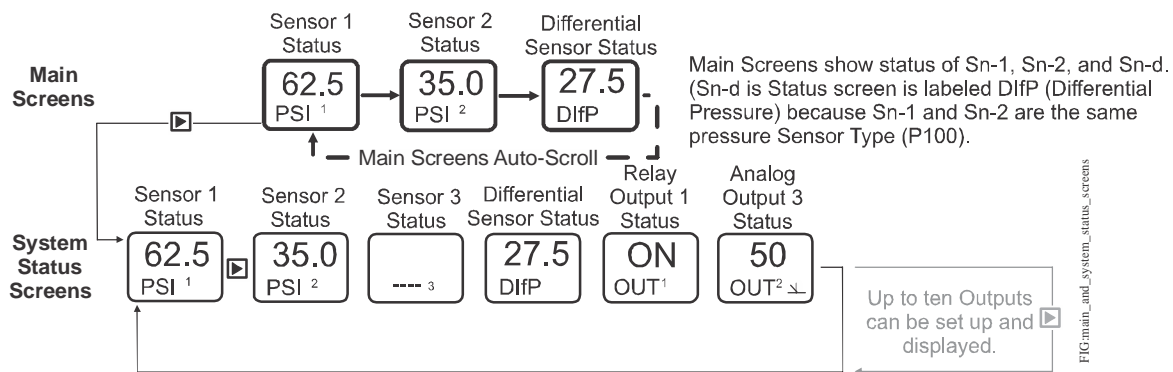 Sensor 1
Status
Sensor 2
Status
Differential
Sensor Status
Main
Screens
62.5
PSI 1
35.0
PSI 2
27.5
DIfP
Main Screens show status of Sn-1, Sn-2, and Sn-d.
(Sn-d is Status screen is labeled DIfP (Differential
Pressure) because Sn-1 and Sn-2 are the same
pressure Sensor Type (P100).
Main Screens Auto-Scroll
Sensor 1
Status
Sensor 2
Status
Sensor 3
Status
Differential
Sensor Status
Relay
Output 1
Status
Analog
Output 3
Status
System
Status
Screens
62.5
PSI 1
35.0
PSI 2
---- 3
27.5
DIfP
ON
OUT1
50
OUT2
Up to ten Outputs
can be set up and
displayed.
FIG:main_and_system_status_screens